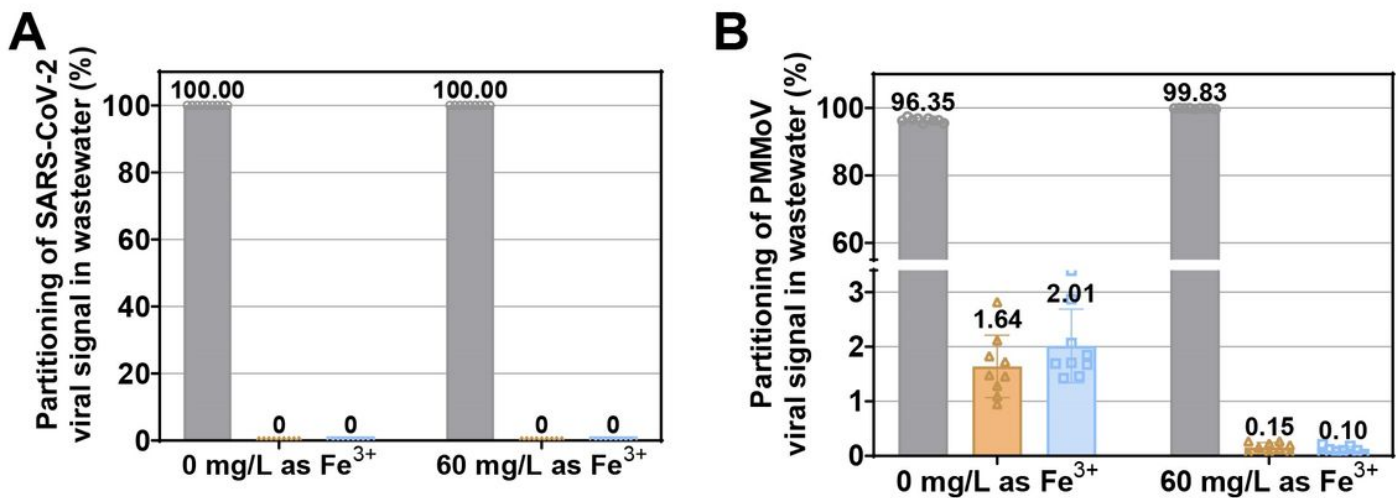 A
Partitioning of SARS-CoV-2
viral signal in wastewater (%)
100
80
60
40
20
0
100.00
0
0
100.00
0
0
0 mg/L as Fe³⁺
60 mg/L as Fe³⁺
B
Partitioning of PMMoV
viral signal in wastewater (%)
100
80
60
3
2
1
0
96.35
1.64
2.01
99.83
0.15
0.10
0 mg/L as Fe³⁺
60 mg/L as Fe³⁺